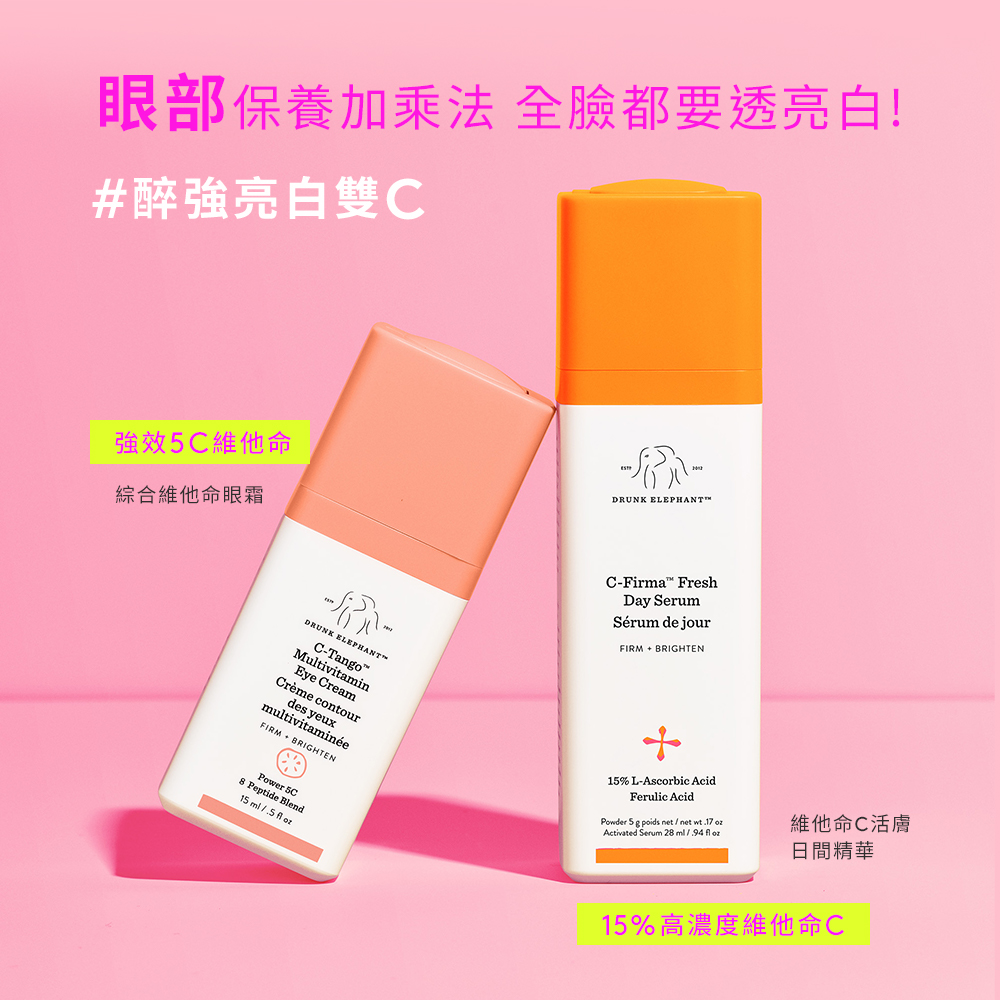 眼部保養加乘法 全臉都要透亮白!
#醉強亮白雙C
強效5C維他命
綜合維他命眼霜
ESTD 2012
DRUNK ELEPHANT™
C-Tango™
Multivitamin
Eye Cream
Crème contour
des yeux
multivitaminée
FIRM + BRIGHTEN
Power 5C
8 Peptide Blend
15 ml / .5 fl oz
ESTD 2012
DRUNK ELEPHANT™
C-Firma™ Fresh
Day Serum
Sérum de jour
FIRM + BRIGHTEN
15% L-Ascorbic Acid
Ferulic Acid
Powder 5 g poids net / net wt .17 oz
Activated Serum 28 ml / .94 fl oz
維他命C活膚
日間精華
15%高濃度維他命C